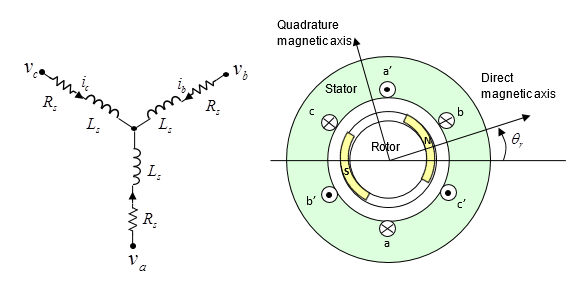 Quadrature
magnetic axis
Direct
magnetic axis
Stator
Rotor
a'
b
c
N
S
θr
b'
c'
a
vc
ic
Rs
Ls
ib
vb
Rs
Ls
Ls
Rs
va